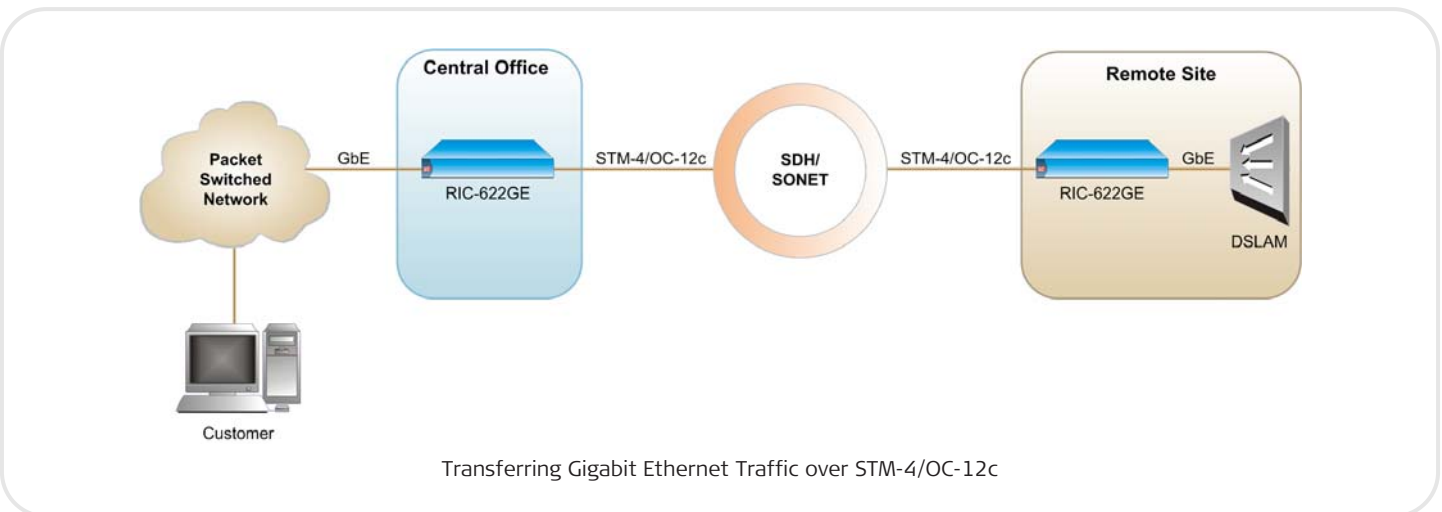 Central Office
Remote Site
Packet
Switched
Network
GbE
RIC-622GE
STM-4/OC-12c
SDH/
SONET
STM-4/OC-12c
RIC-622GE
GbE
DSLAM
Customer
Transferring Gigabit Ethernet Traffic over STM-4/OC-12c